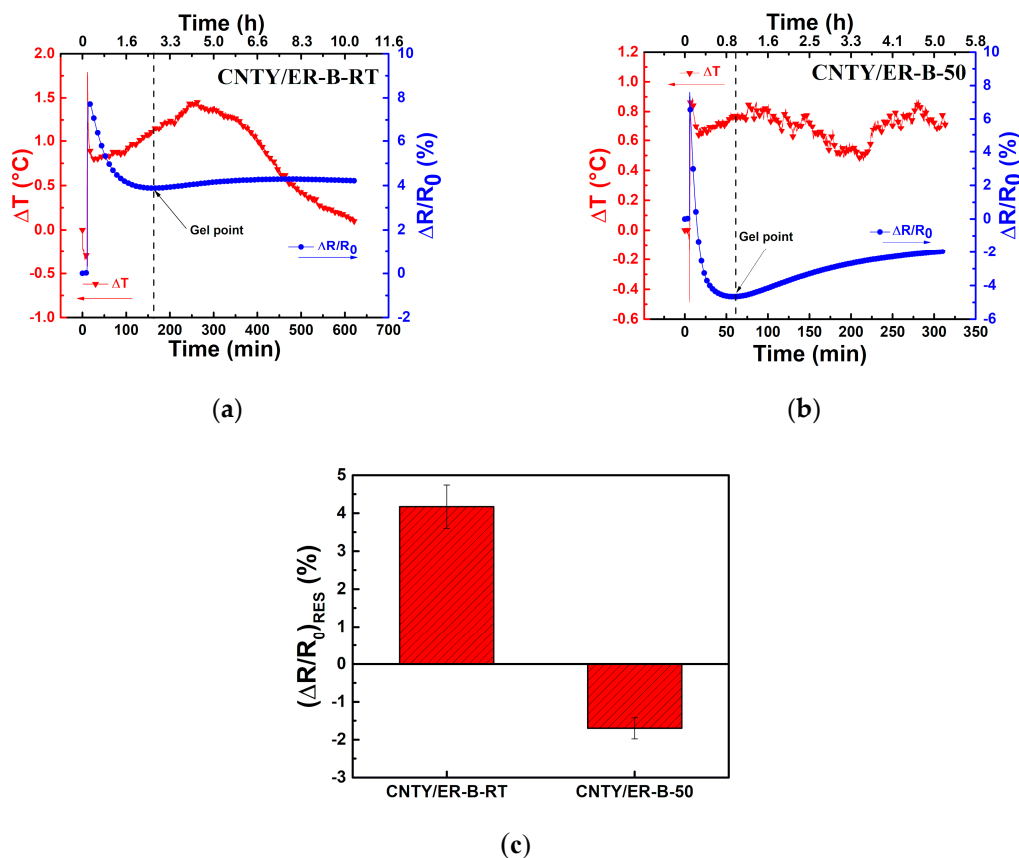 Time (h)
0 1.6 3.3 5.0 6.6 8.3 10.5 11.6
CNTY/ER-B-RT
2.0
1.5
1.0
0.5
0.0
-0.5
-1.0
ΔT (°C)
10
8
6
4
2
0
-2
ΔR/R0 (%)
Gel point
ΔR/R0
ΔT
0 100 200 300 400 500 600 700
Time (min)
(a)
Time (h)
0 0.8 1.6 2.5 3.3 4.1 5.0 5.8
ΔT
CNTY/ER-B-50
1.2
1.0
0.8
0.6
0.4
0.2
0.0
-0.2
-0.4
-0.6
ΔT (°C)
10
8
6
4
2
0
-2
-4
-6
ΔR/R0 (%)
Gel point
ΔR/R0
0 50 100 150 200 250 300 350
Time (min)
(b)
5
4
3
2
1
0
-1
-2
-3
(ΔR/R0)RES (%)
CNTY/ER-B-RT CNTY/ER-B-50
(c)